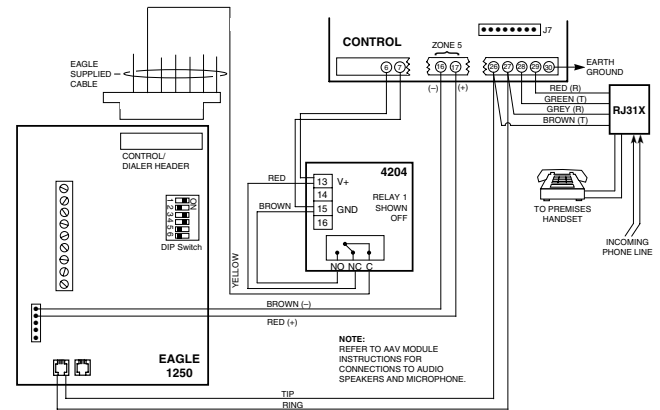 EAGLE
SUPPLIED
CABLE
CONTROL
ZONE 5
J7
6 7
16 17
26 27 28 29 30
EARTH
GROUND
(–) (+)
RED (R)
GREEN (T)
GREY (R)
BROWN (T)
RJ31X
CONTROL/
DIALER HEADER
ON
1 2 3 4 5 6
DIP Switch
EAGLE
1250
4204
RED
BROWN
YELLOW
13 V+
14
15 GND
16
RELAY 1
SHOWN
OFF
NO NC C
TO PREMISES
HANDSET
INCOMING
PHONE LINE
BROWN (–)
RED (+)
NOTE:
REFER TO AAV MODULE
INSTRUCTIONS FOR
CONNECTIONS TO AUDIO
SPEAKERS AND MICROPHONE.
TIP
RING